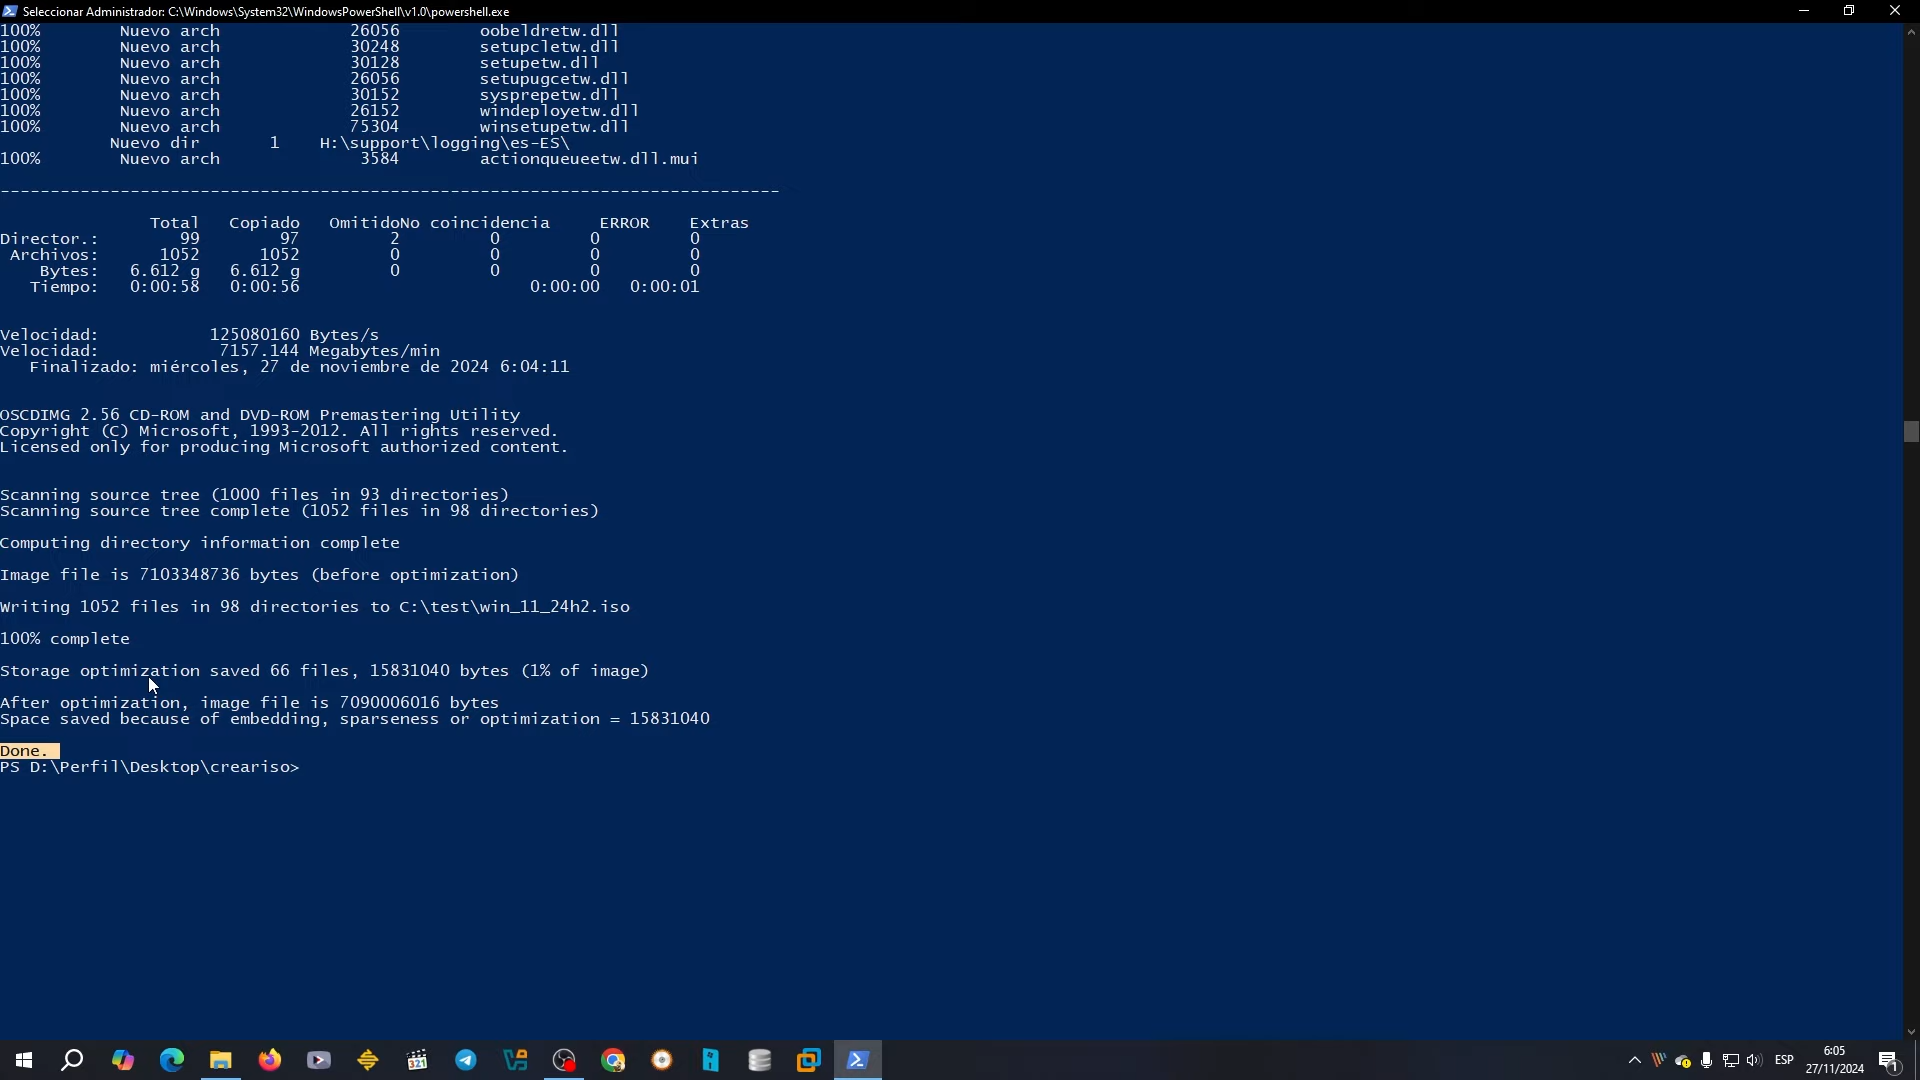 Seleccionar Administrador: C:\Windows\System32\WindowsPowerShell\v1.0\powershell.exe
100% Nuevo arch 26056 oobeldretw.dll
100% Nuevo arch 30248 setupcletw.dll
100% Nuevo arch 30128 setupetw.dll
100% Nuevo arch 26056 setupugcetw.dll
100% Nuevo arch 30152 sysprepetw.dll
100% Nuevo arch 26152 windeployetw.dll
100% Nuevo arch 75304 winsetupetw.dll
Nuevo dir 1 H:\support\logging\es-ES\
100% Nuevo arch 3584 actionqueueetw.dll.mui
------------------------------------------------------------------------------
Total Copiado OmitidoNo coincidencia ERROR Extras
Director.: 99 97 2 0 0 0
Archivos: 1052 1052 0 0 0 0
Bytes: 6.612 g 6.612 g 0 0 0 0
Tiempo: 0:00:58 0:00:56 0:00:00 0:00:01
Velocidad: 125080160 Bytes/s
Velocidad: 7157.144 Megabytes/min
Finalizado: miércoles, 27 de noviembre de 2024 6:04:11
OSCDIMG 2.56 CD-ROM and DVD-ROM Premastering Utility
Copyright (C) Microsoft, 1993-2012. All rights reserved.
Licensed only for producing Microsoft authorized content.
Scanning source tree (1000 files in 93 directories)
Scanning source tree complete (1052 files in 98 directories)
Computing directory information complete
Image file is 7103348736 bytes (before optimization)
Writing 1052 files in 98 directories to C:\test\win_11_24h2.iso
100% complete
Storage optimization saved 66 files, 15831040 bytes (1% of image)
After optimization, image file is 7090006016 bytes
Space saved because of embedding, sparseness or optimization = 15831040
Done.
PS D:\Perfil\Desktop\creariso>
321
ESP
6:05
27/11/2024
1